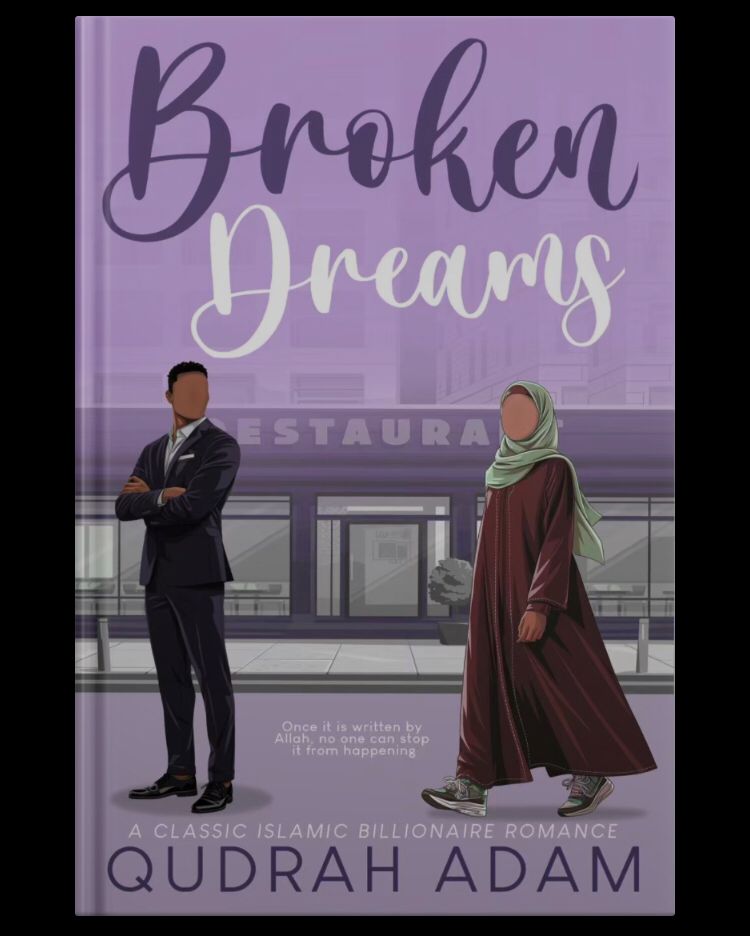 Broken
Dreams
RESTAURANT
Once it is written by
Allah, no one can stop
it from happening
A CLASSIC ISLAMIC BILLIONAIRE ROMANCE
QUDRAH ADAM